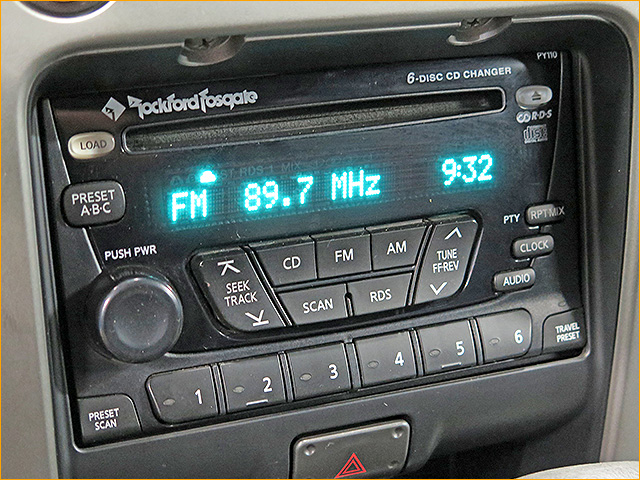 PY110
6-DISC CD CHANGER
Rockford Fosgate
LOAD
RDS
disc
PRESET
A·B·C
FM 89.7 MHz 9:32
PTY
RPT MIX
PUSH PWR
CLOCK
AUDIO
SEEK
TRACK
CD
FM
AM
TUNE
FF·REV
SCAN
RDS
1
2
3
4
5
6
TRAVEL
PRESET
PRESET
SCAN